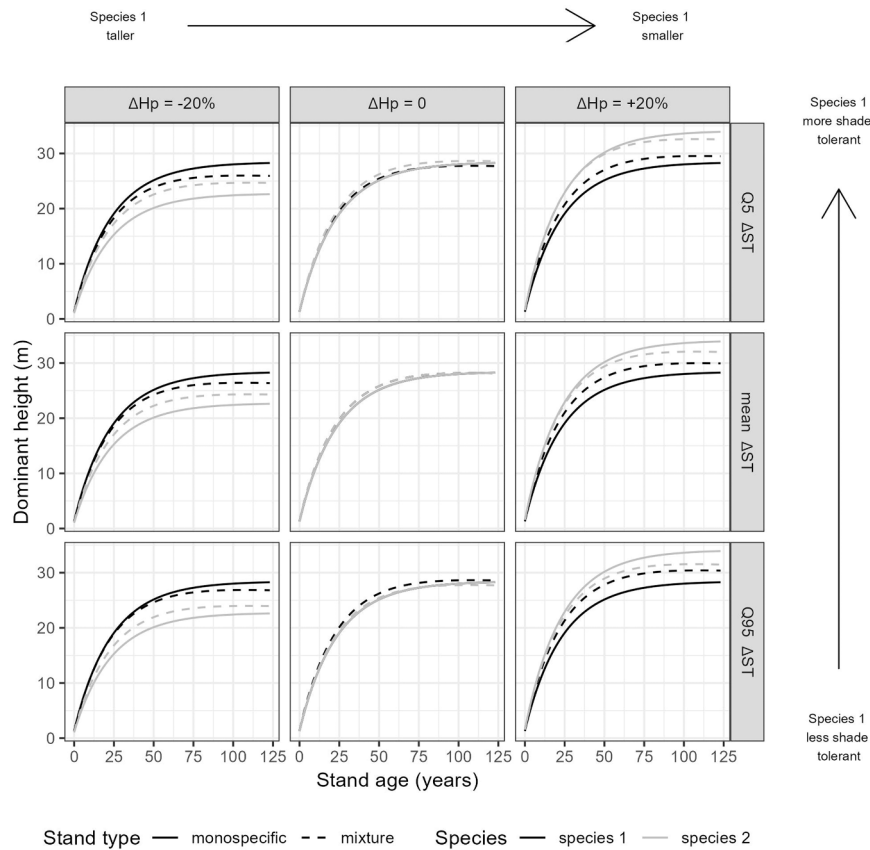 Species 1
taller
Species 1
smaller
ΔHp = -20%
ΔHp = 0
ΔHp = +20%
Species 1
more shade
tolerant
30
20
10
0
Q5 ΔST
30
20
10
0
mean ΔST
30
20
10
0
Q95 ΔST
Dominant height (m)
0 25 50 75 100 125
0 25 50 75 100 125
0 25 50 75 100 125
Stand age (years)
Species 1
less shade
tolerant
Stand type monospecific mixture Species species 1 species 2